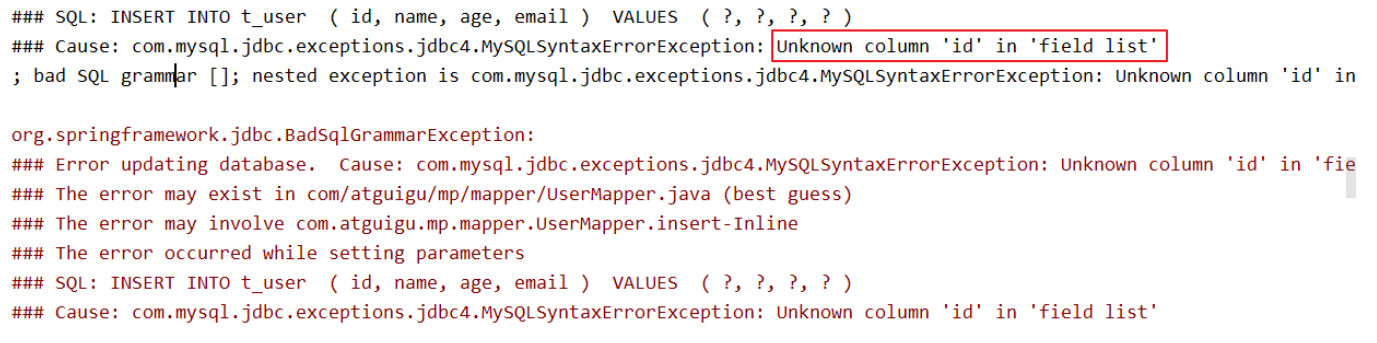 ### SQL: INSERT INTO t_user  ( id, name, age, email )  VALUES  ( ?, ?, ?, ? )
### Cause: com.mysql.jdbc.exceptions.jdbc4.MySQLSyntaxErrorException: Unknown column 'id' in 'field list'
; bad SQL grammar []; nested exception is com.mysql.jdbc.exceptions.jdbc4.MySQLSyntaxErrorException: Unknown column 'id' in
org.springframework.jdbc.BadSqlGrammarException:
### Error updating database.  Cause: com.mysql.jdbc.exceptions.jdbc4.MySQLSyntaxErrorException: Unknown column 'id' in 'fie
### The error may exist in com/atguigu/mp/mapper/UserMapper.java (best guess)
### The error may involve com.atguigu.mp.mapper.UserMapper.insert-Inline
### The error occurred while setting parameters
### SQL: INSERT INTO t_user  ( id, name, age, email )  VALUES  ( ?, ?, ?, ? )
### Cause: com.mysql.jdbc.exceptions.jdbc4.MySQLSyntaxErrorException: Unknown column 'id' in 'field list'